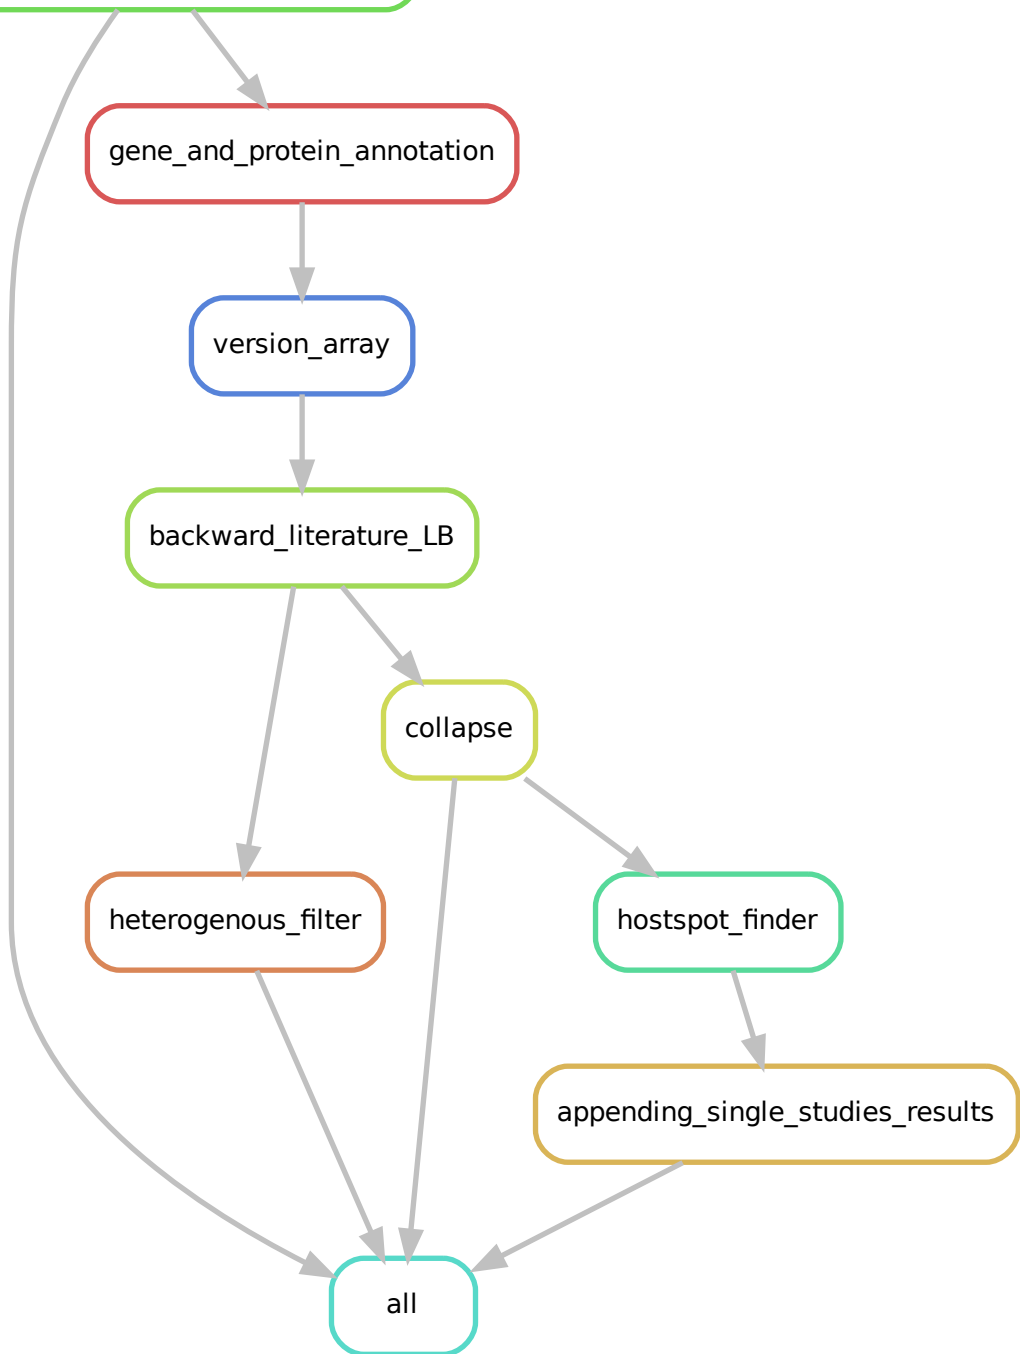 gene_and_protein_annotation
version_array
backward_literature_LB
collapse
heterogenous_filter
hostspot_finder
appending_single_studies_results
all